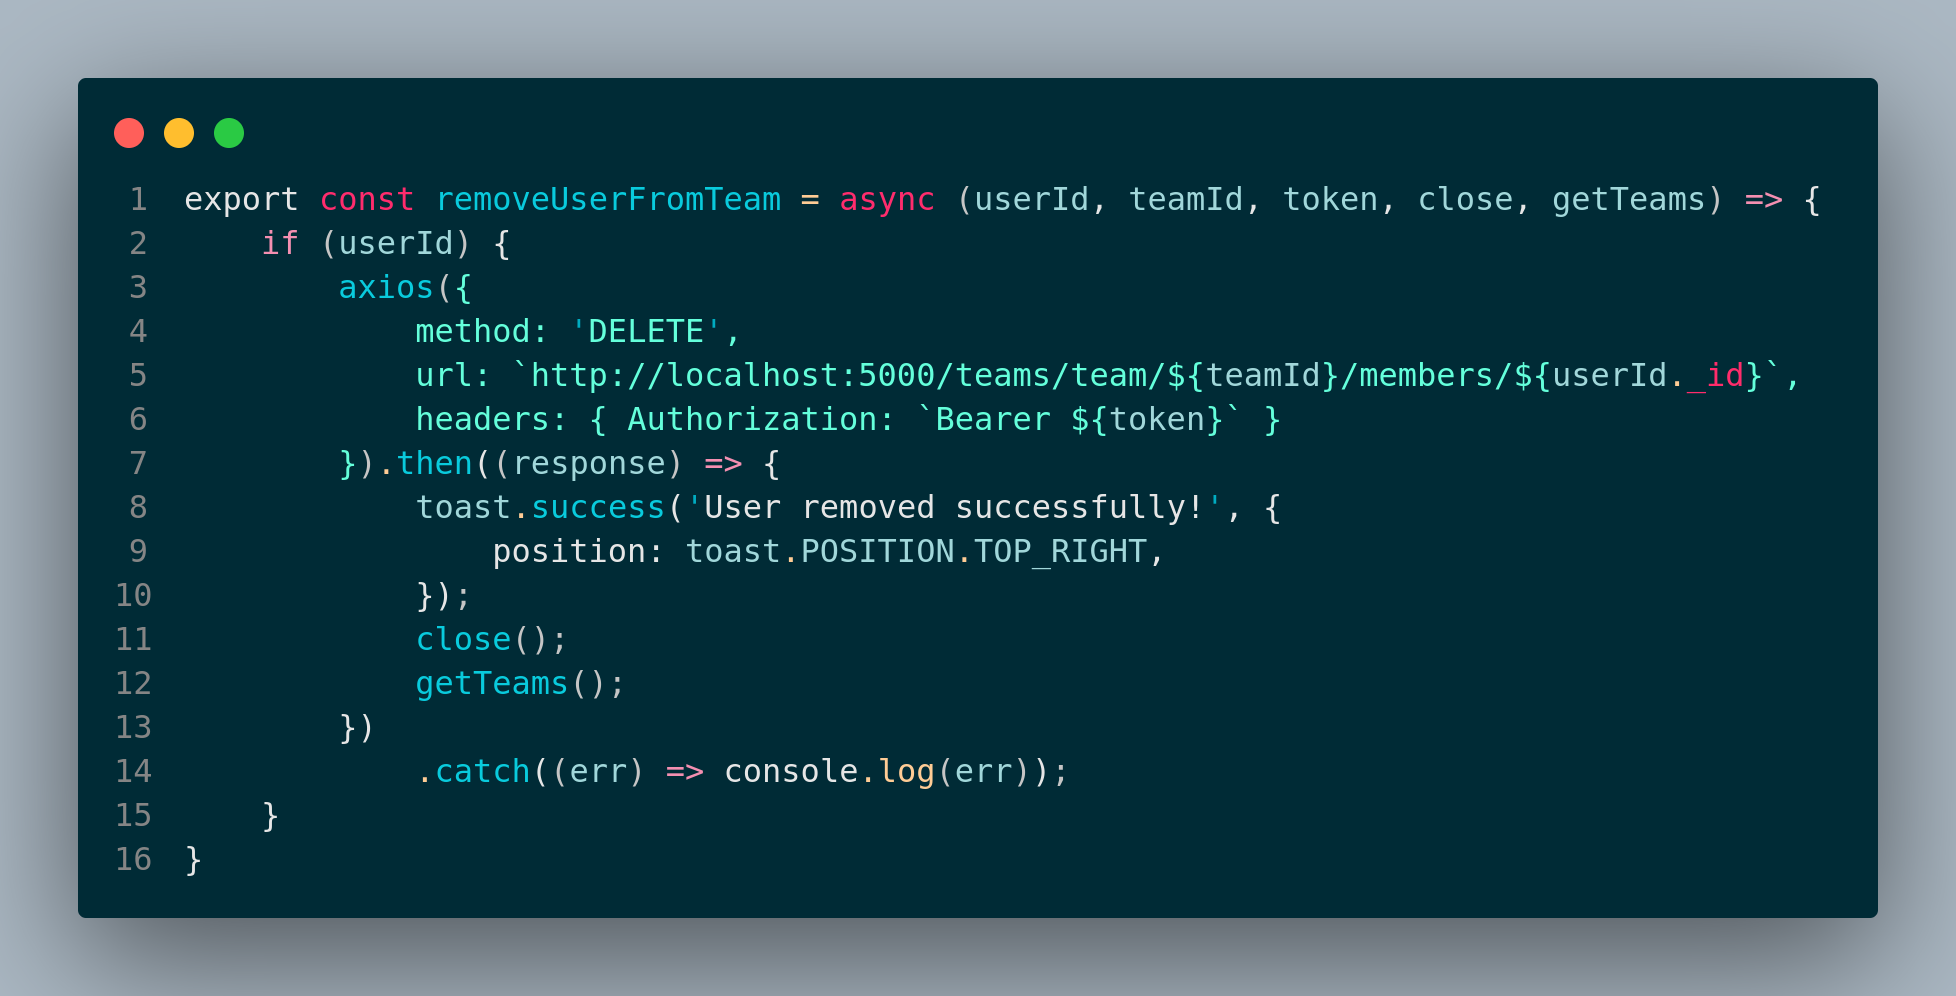 1 export const removeUserFromTeam = async (userId, teamId, token, close, getTeams) => {
2     if (userId) {
3         axios({
4             method: 'DELETE',
5             url: `http://localhost:5000/teams/team/${teamId}/members/${userId._id}`,
6             headers: { Authorization: `Bearer ${token}` }
7         }).then((response) => {
8             toast.success('User removed successfully!', {
9                 position: toast.POSITION.TOP_RIGHT,
10             });
11             close();
12             getTeams();
13         })
14             .catch((err) => console.log(err));
15     }
16 }